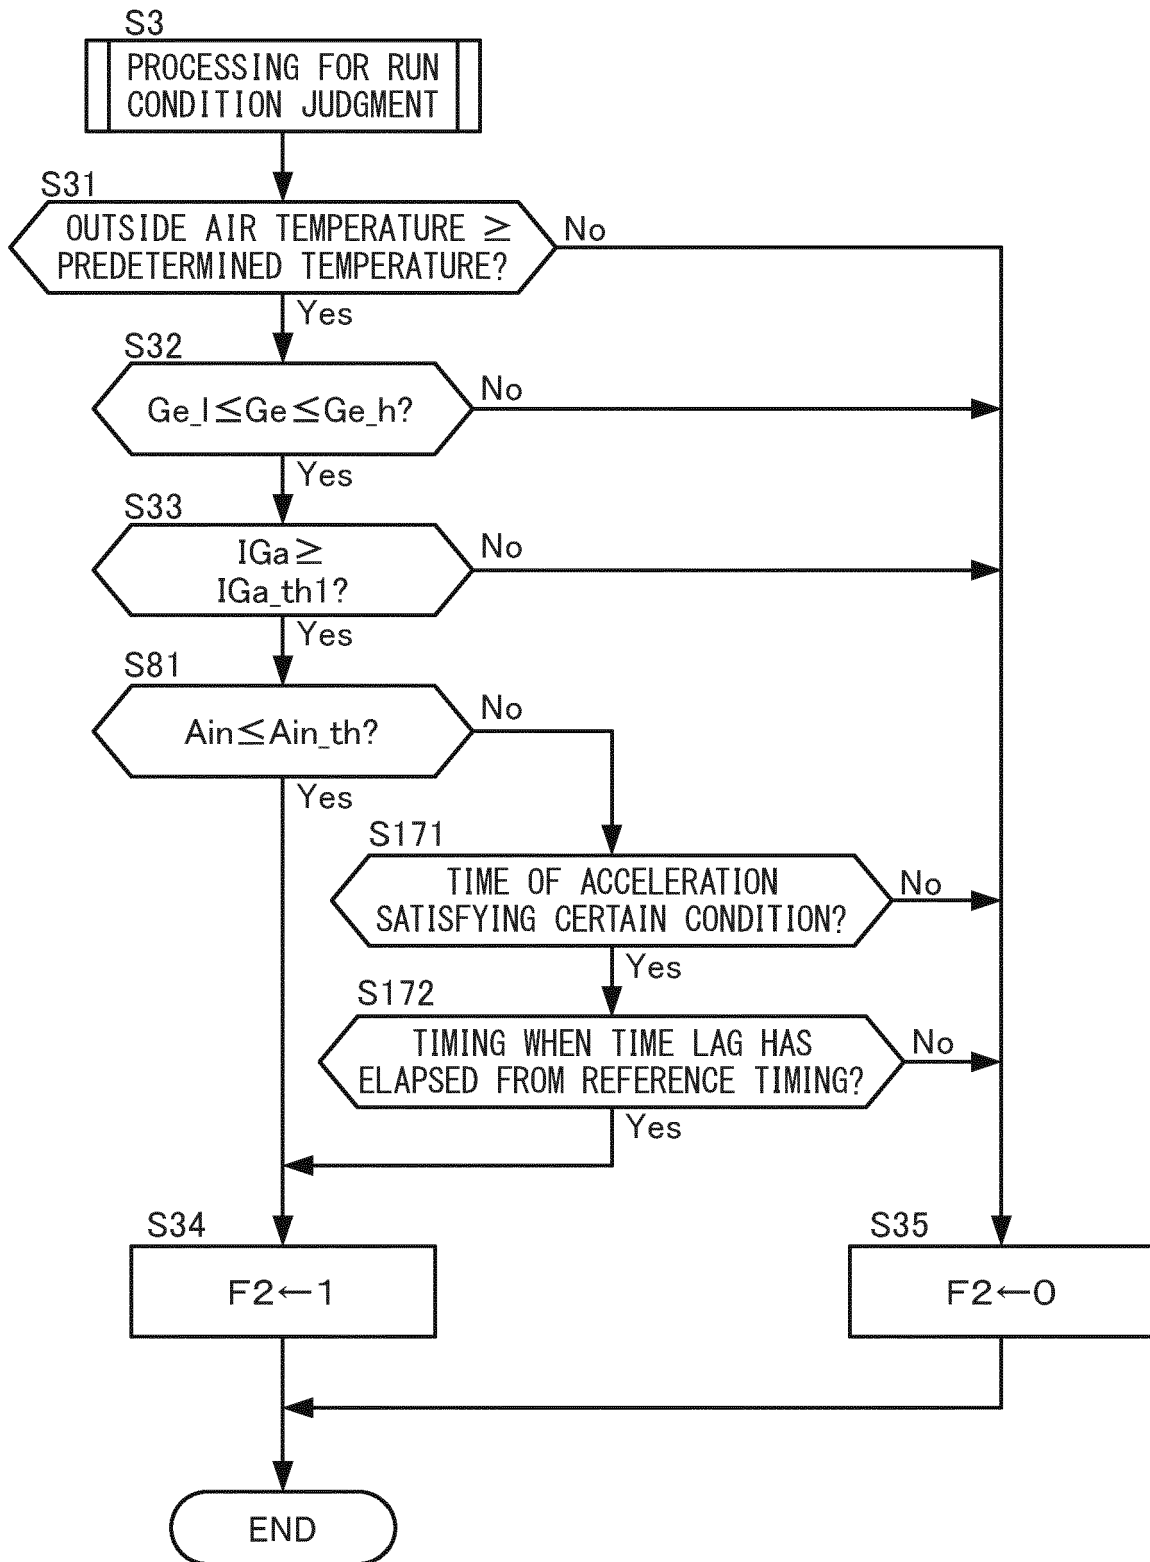 S3
PROCESSING FOR RUN
CONDITION JUDGMENT
S31
OUTSIDE AIR TEMPERATURE ≥
PREDETERMINED TEMPERATURE?
No
Yes
S32
Ge_l≤Ge≤Ge_h?
No
Yes
S33
IGa≥
IGa_th1?
No
Yes
S81
Ain≤Ain_th?
No
Yes
S171
TIME OF ACCELERATION
SATISFYING CERTAIN CONDITION?
No
Yes
S172
TIMING WHEN TIME LAG HAS
ELAPSED FROM REFERENCE TIMING?
No
Yes
S34
F2←1
S35
F2←0
END